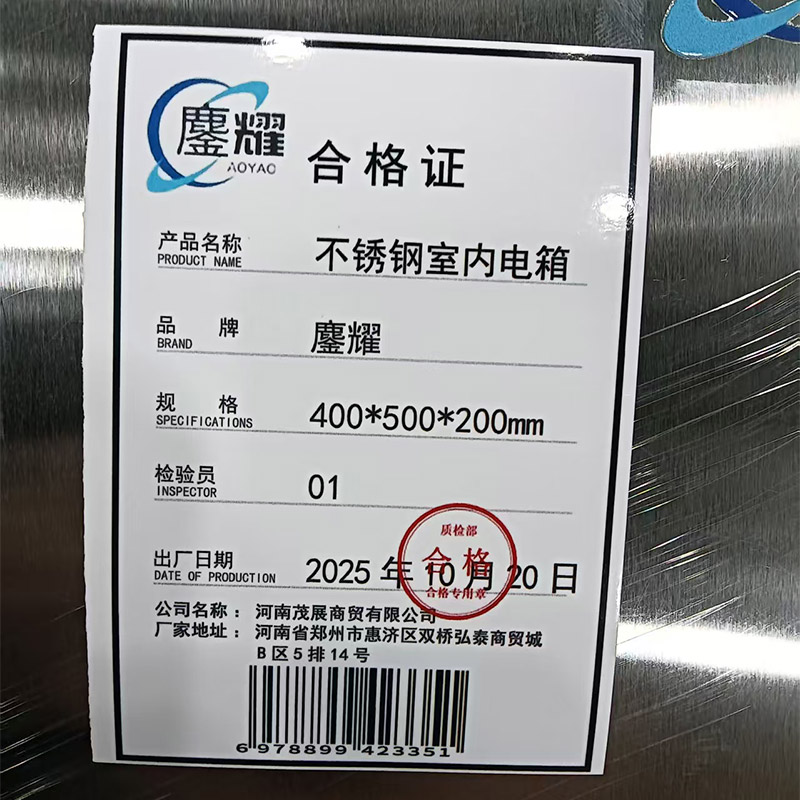 鏖耀
AOYAO
合格证
产品名称 不锈钢室内电箱
PRODUCT NAME
品 牌 鏖耀
BRAND
规 格 400*500*200mm
SPECIFICATIONS
检验员 01
INSPECTOR
质检部
合格
合格专用章
出厂日期 2025 年 10 月 20 日
DATE OF PRODUCTION
公司名称：河南茂展商贸有限公司
厂家地址：河南省郑州市惠济区双桥弘泰商贸城
B区5排14号
6 978899 423351